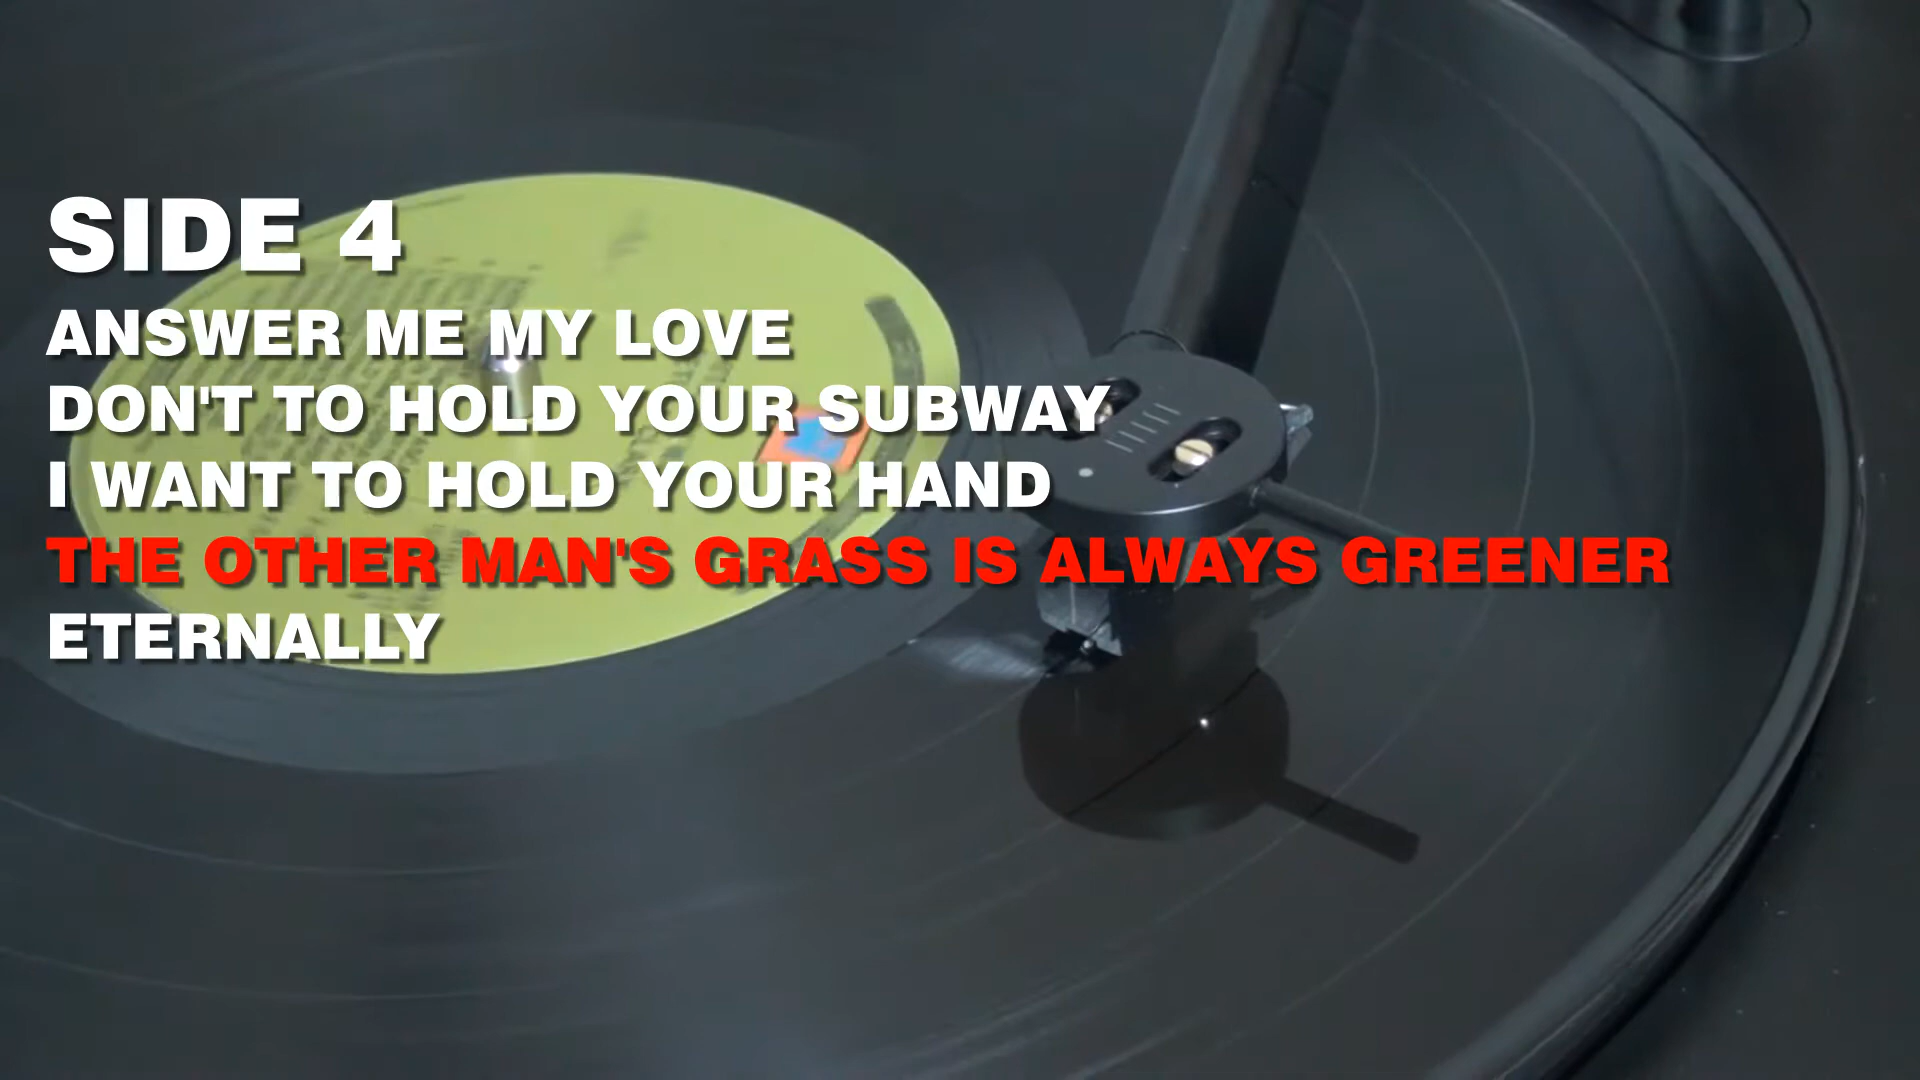 SIDE 4
ANSWER ME MY LOVE
DON'T TO HOLD YOUR SUBWAY
I WANT TO HOLD YOUR HAND
THE OTHER MAN'S GRASS IS ALWAYS GREENER
ETERNALLY